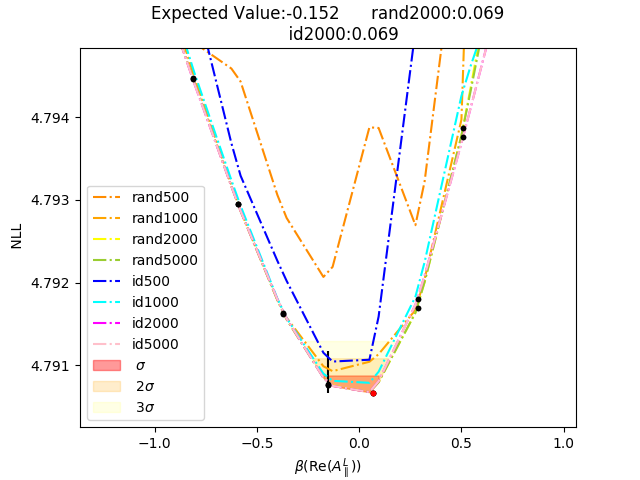 Expected Value:-0.152 rand2000:0.069
id2000:0.069
NLL
4.794
4.793
4.792
4.791
rand500
rand1000
rand2000
rand5000
id500
id1000
id2000
id5000
σ
2σ
3σ
−1.0 −0.5 0.0 0.5 1.0
β(Re(A_∥^L))